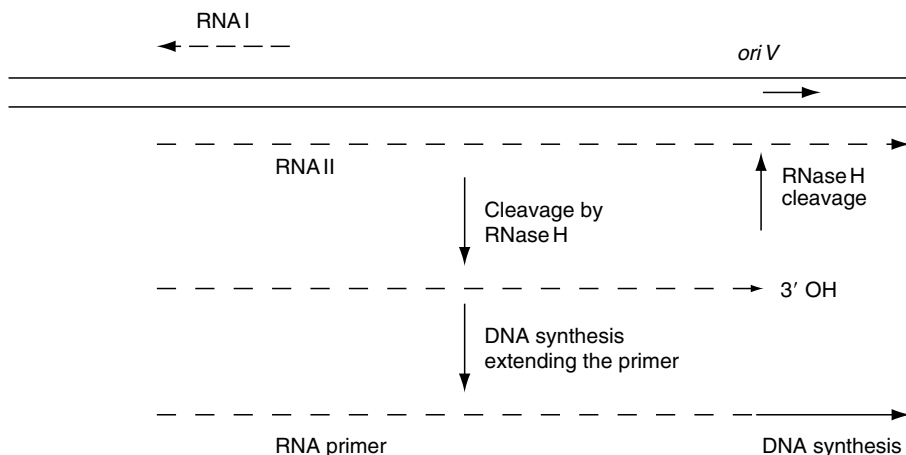 RNA I
ori V
RNA II
RNase H
cleavage
Cleavage by
RNase H
3′ OH
DNA synthesis
extending the primer
RNA primer
DNA synthesis